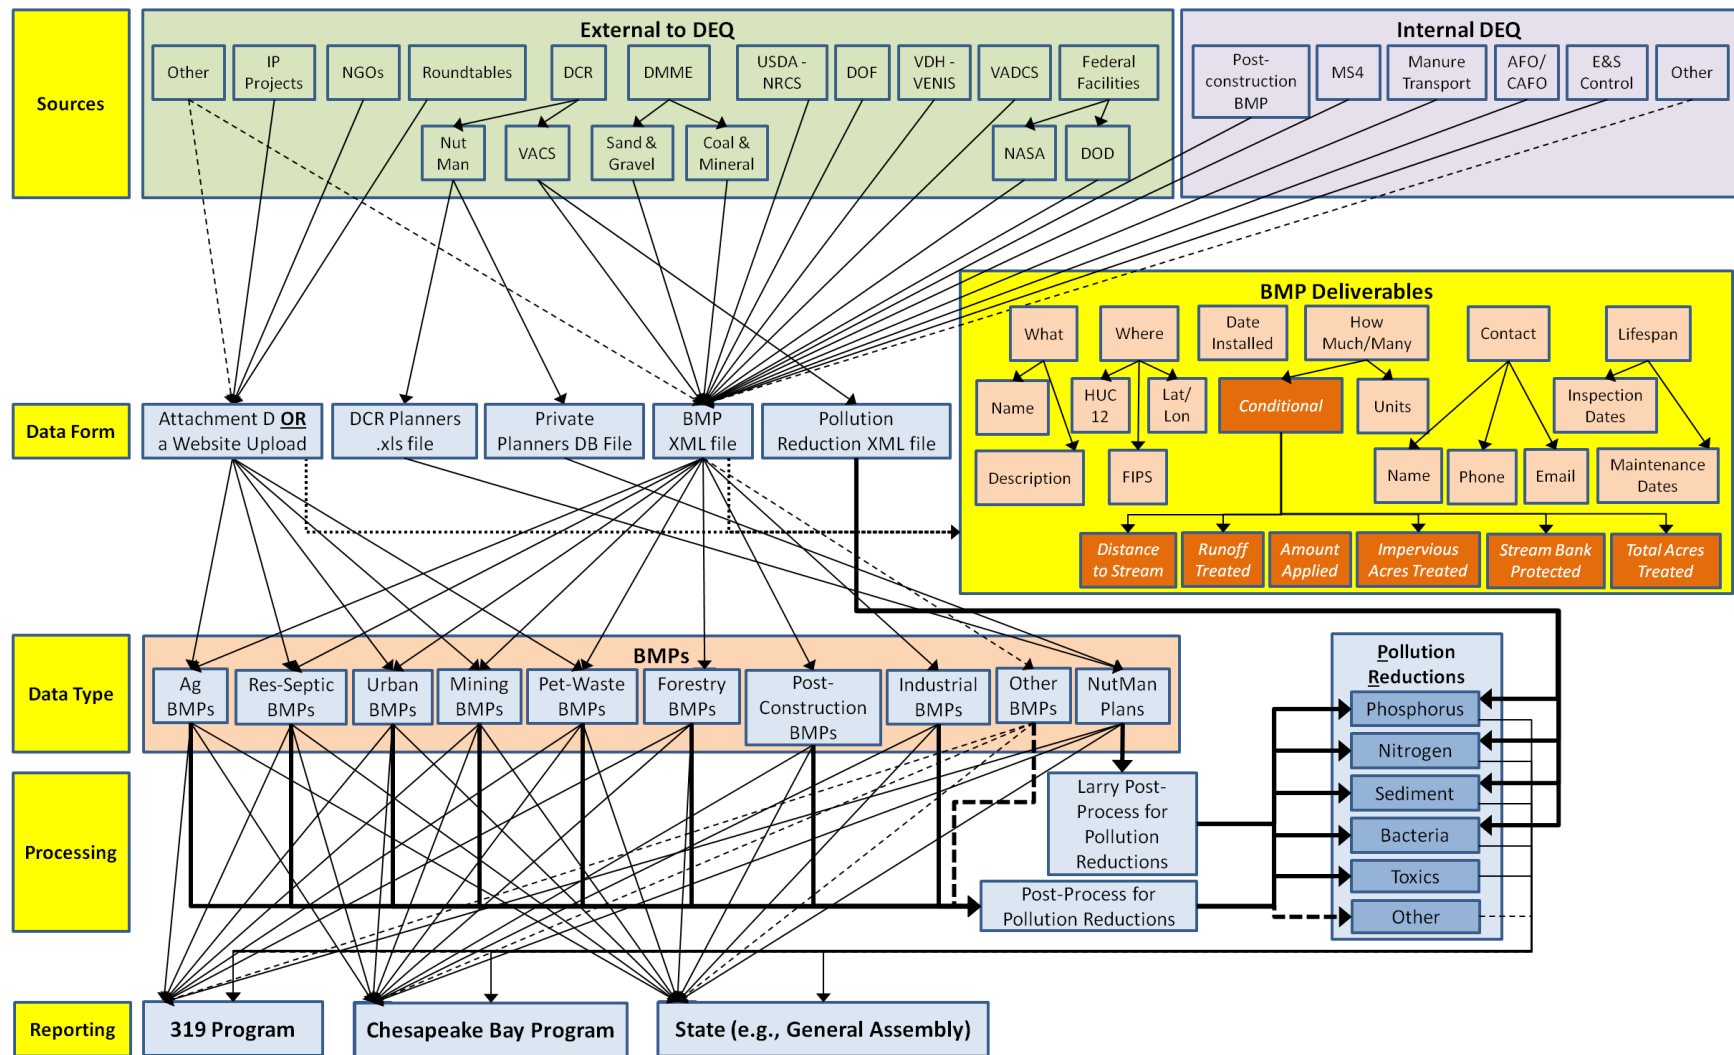 External to DEQ
Internal DEQ
Sources
Other
IP
Projects
NGOs
Roundtables
DCR
DMME
USDA -
NRCS
DOF
VDH -
VENIS
VADCS
Federal
Facilities
Post-
construction
BMP
MS4
Manure
Transport
AFO/
CAFO
E&S
Control
Other
Nut
Man
VACS
Sand &
Gravel
Coal &
Mineral
NASA
DOD
BMP Deliverables
What
Where
Date
Installed
How
Much/Many
Contact
Lifespan
Name
HUC
12
Lat/
Lon
Conditional
Units
Inspection
Dates
Description
FIPS
Name
Phone
Email
Maintenance
Dates
Distance
to Stream
Runoff
Treated
Amount
Applied
Impervious
Acres Treated
Stream Bank
Protected
Total Acres
Treated
Data Form
Attachment D OR
a Website Upload
DCR Planners
.xls file
Private
Planners DB File
BMP
XML file
Pollution
Reduction XML file
Data Type
BMPs
Ag
BMPs
Res-Septic
BMPs
Urban
BMPs
Mining
BMPs
Pet-Waste
BMPs
Forestry
BMPs
Post-
Construction
BMPs
Industrial
BMPs
Other
BMPs
NutMan
Plans
Pollution
Reductions
Phosphorus
Nitrogen
Sediment
Bacteria
Toxics
Other
Processing
Larry Post-
Process for
Pollution
Reductions
Post-Process for
Pollution Reductions
Reporting
319 Program
Chesapeake Bay Program
State (e.g., General Assembly)